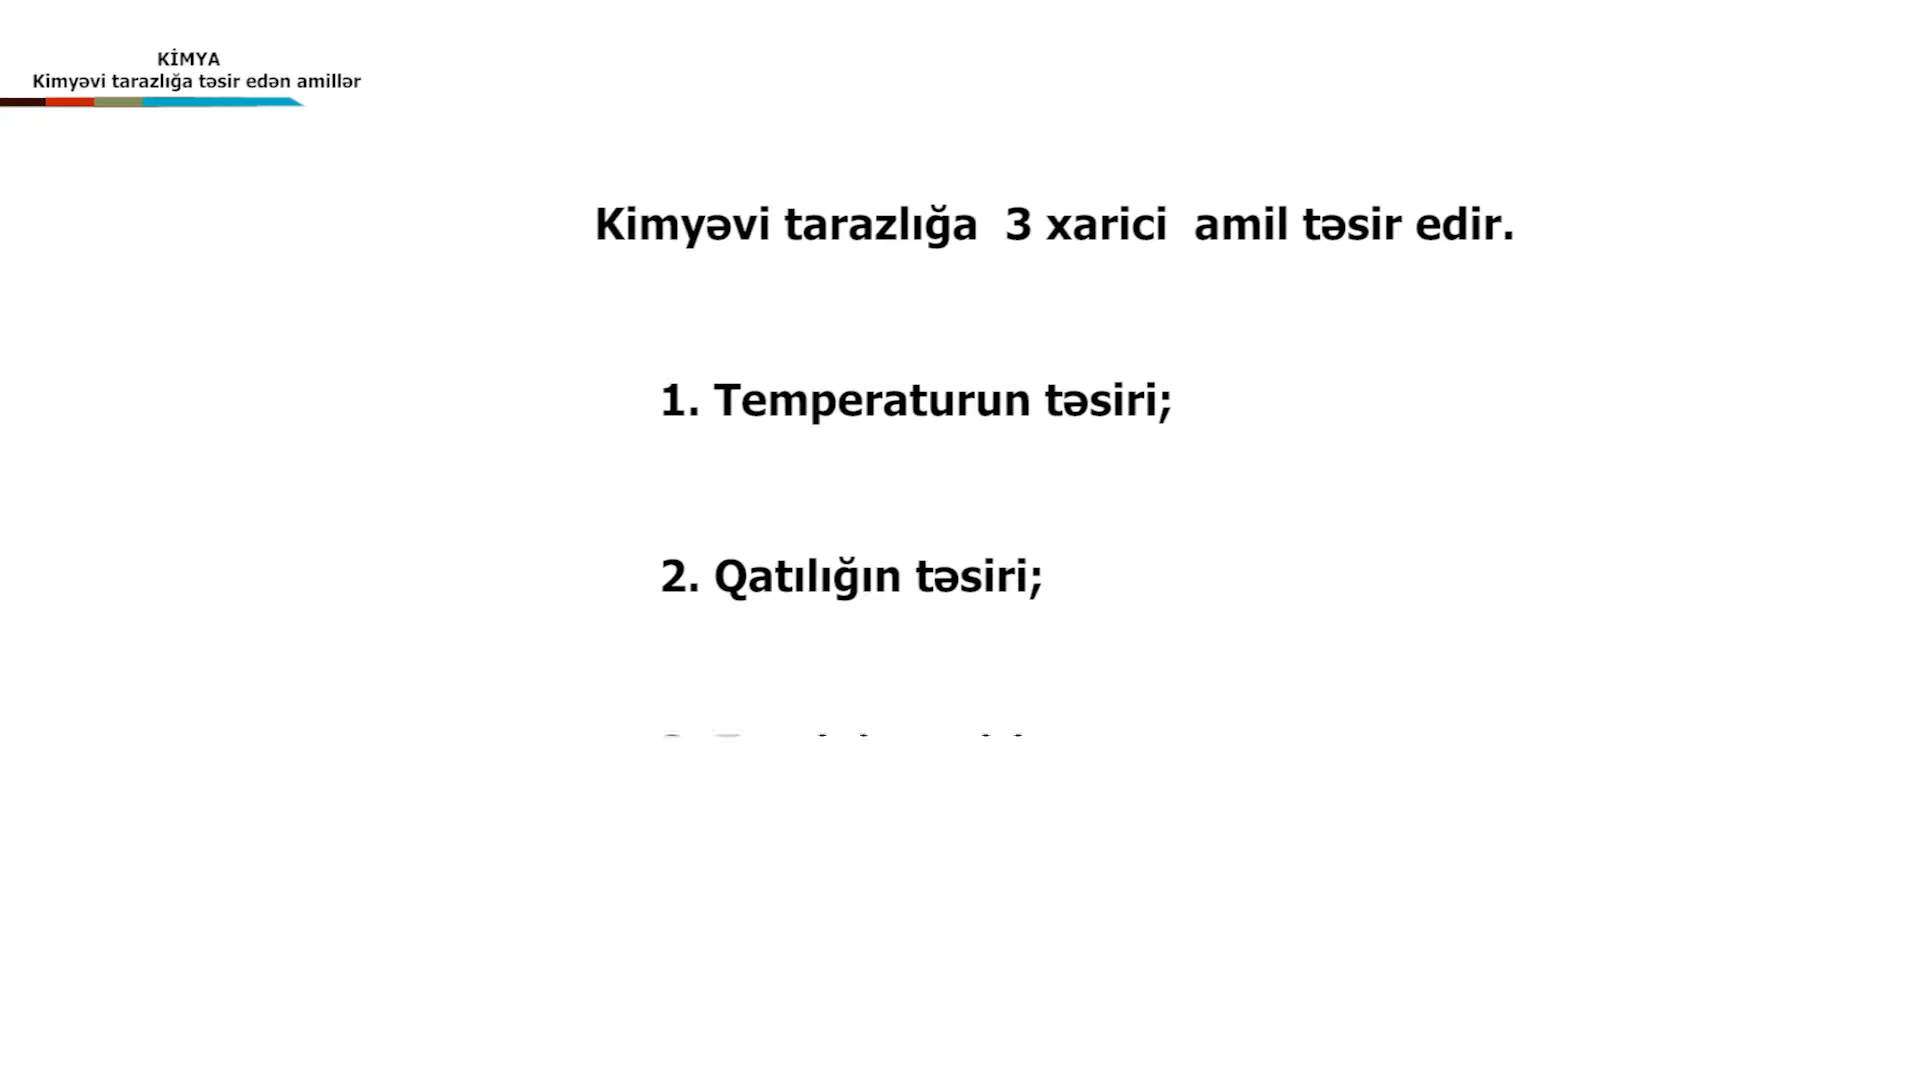 KİMYA
Kimyəvi tarazlığa təsir edən amillər
Kimyəvi tarazlığa 3 xarici amil təsir edir.
1. Temperaturun təsiri;
2. Qatılığın təsiri;